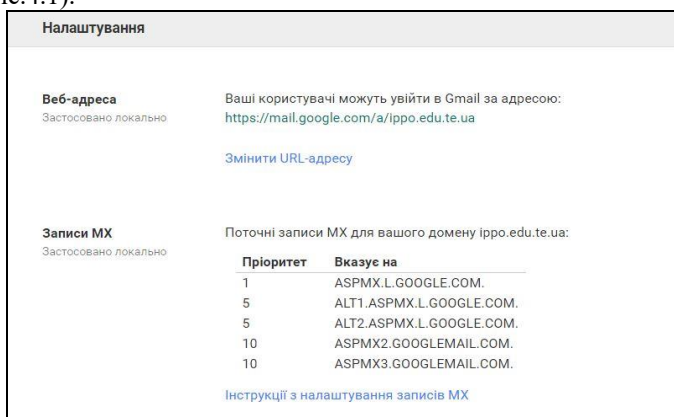 Налаштування
Веб-адреса
Застосовано локально
Ваші користувачі можуть увійти в Gmail за адресою:
https://mail.google.com/a/ippo.edu.te.ua
Змінити URL-адресу
Записи MX
Застосовано локально
Поточні записи MX для вашого домену ippo.edu.te.ua:
Пріоритет Вказує на
1 ASPMX.L.GOOGLE.COM.
5 ALT1.ASPMX.L.GOOGLE.COM.
5 ALT2.ASPMX.L.GOOGLE.COM.
10 ASPMX2.GOOGLEMAIL.COM.
10 ASPMX3.GOOGLEMAIL.COM.
Інструкції з налаштування записів MX